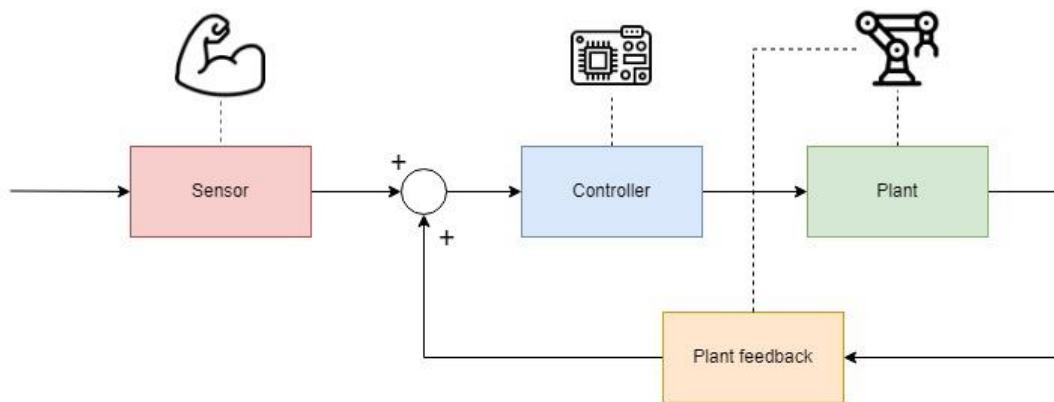 +
Sensor
Controller
Plant
+
Plant feedback